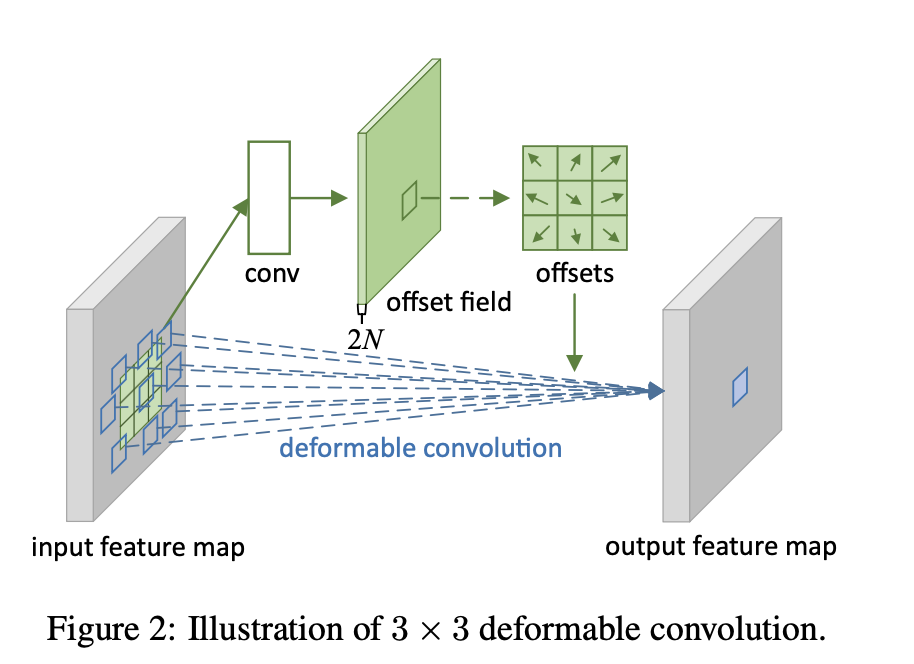 conv
offset field
offsets
2N
deformable convolution
input feature map
output feature map
Figure 2: Illustration of 3 × 3 deformable convolution.